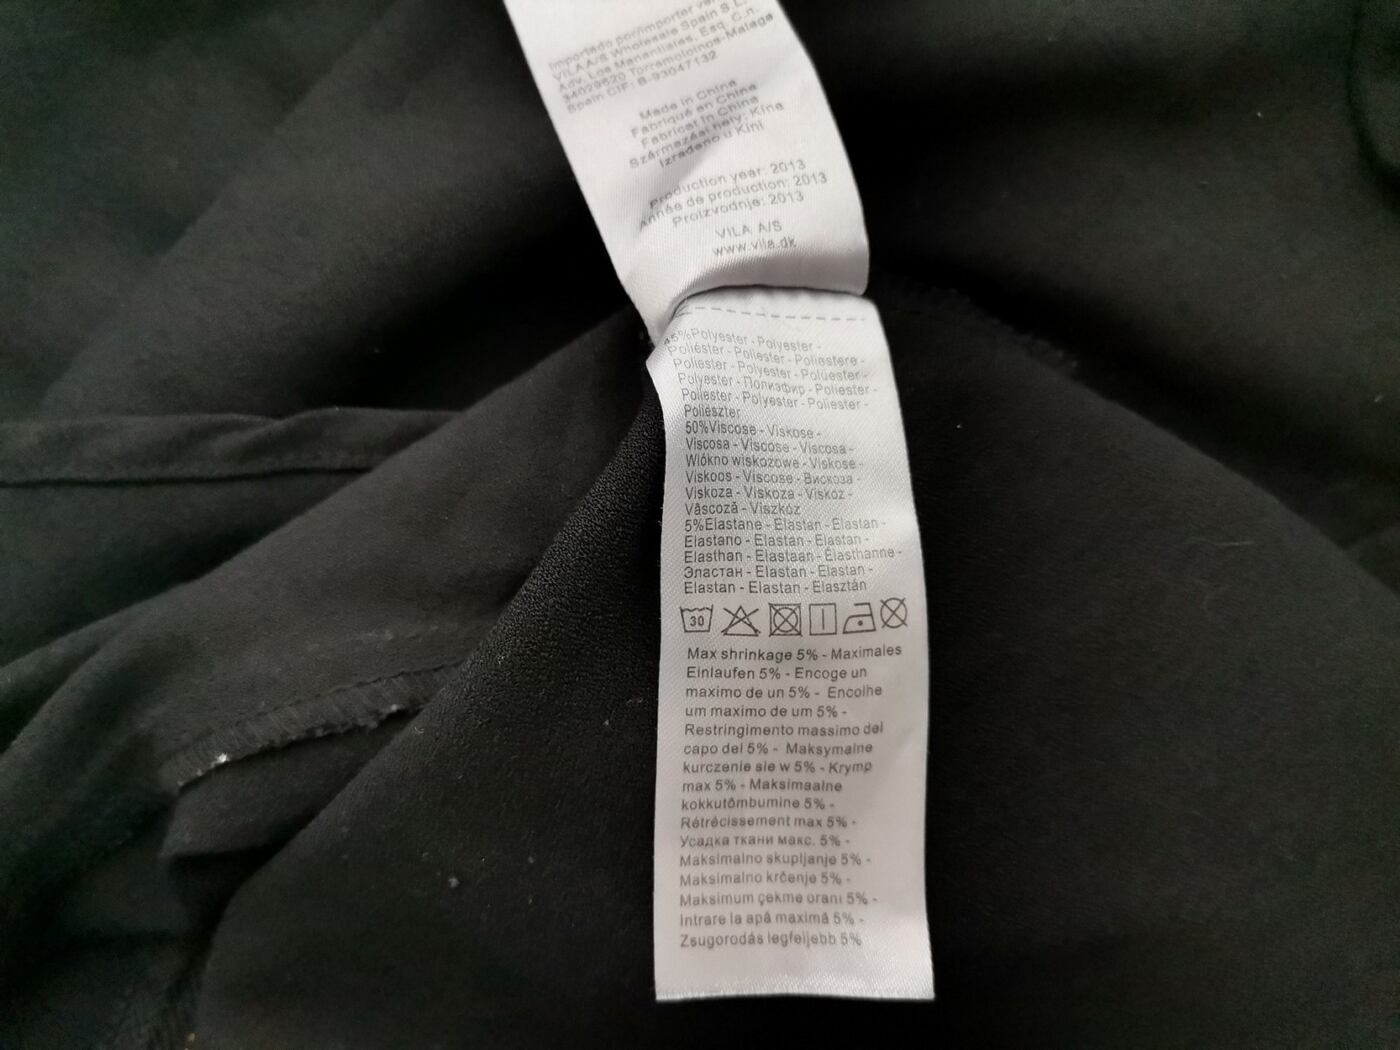 Importado por/importer
VILA A/S Wholesale Spain S.L.
Adv. Los Manantiales, Esq. C.n.
34029620 Torremoloinos-Malaga
Spain CIF: B-93047132
Made in China
Fabriqué en Chine
Fabricat in China
Származási hely: Kína
Izrađeno u Kini
Production year: 2013
Année de production: 2013
Proizvodnje: 2013
VILA A/S
www.vila.dk
45%Polyester - Polyester -
Poliéster - Poliester - Poliestere -
Poliester - Polyester - Polüester -
Polyester - Полиэфир - Poliester -
Poliester - Polyester - Poliester -
Poliészter
50%Viscose - Viskose -
Viscosa - Viscose - Viscosa -
Wiókno wiskozowe - Viskose -
Viskoos - Viscose - Вискоза -
Viskoza - Viskoza - Viskoz -
Vâscoză - Viszkóz
5%Elastane - Elastan - Elastan -
Elastano - Elastan - Elastan -
Elasthan - Elastaan - Élasthanne -
Эластан - Elastan - Elastan -
Elastan - Elastan - Elasztán
30
Max shrinkage 5% - Maximales
Einlaufen 5% - Encoge un
maximo de un 5% - Encolhe
um maximo de um 5% -
Restringimento massimo del
capo del 5% - Maksymalne
kurczenie sie w 5% - Krymp
max 5% - Maksimaalne
kokkutõmbumine 5% -
Rétrécissement max 5% -
Усадка ткани макс. 5% -
Maksimalno skupljanje 5% -
Maksimalno krčenje 5% -
Maksimum çekme oranı 5% -
Intrare la apă maximă 5% -
Zsugorodás legfeljebb 5%